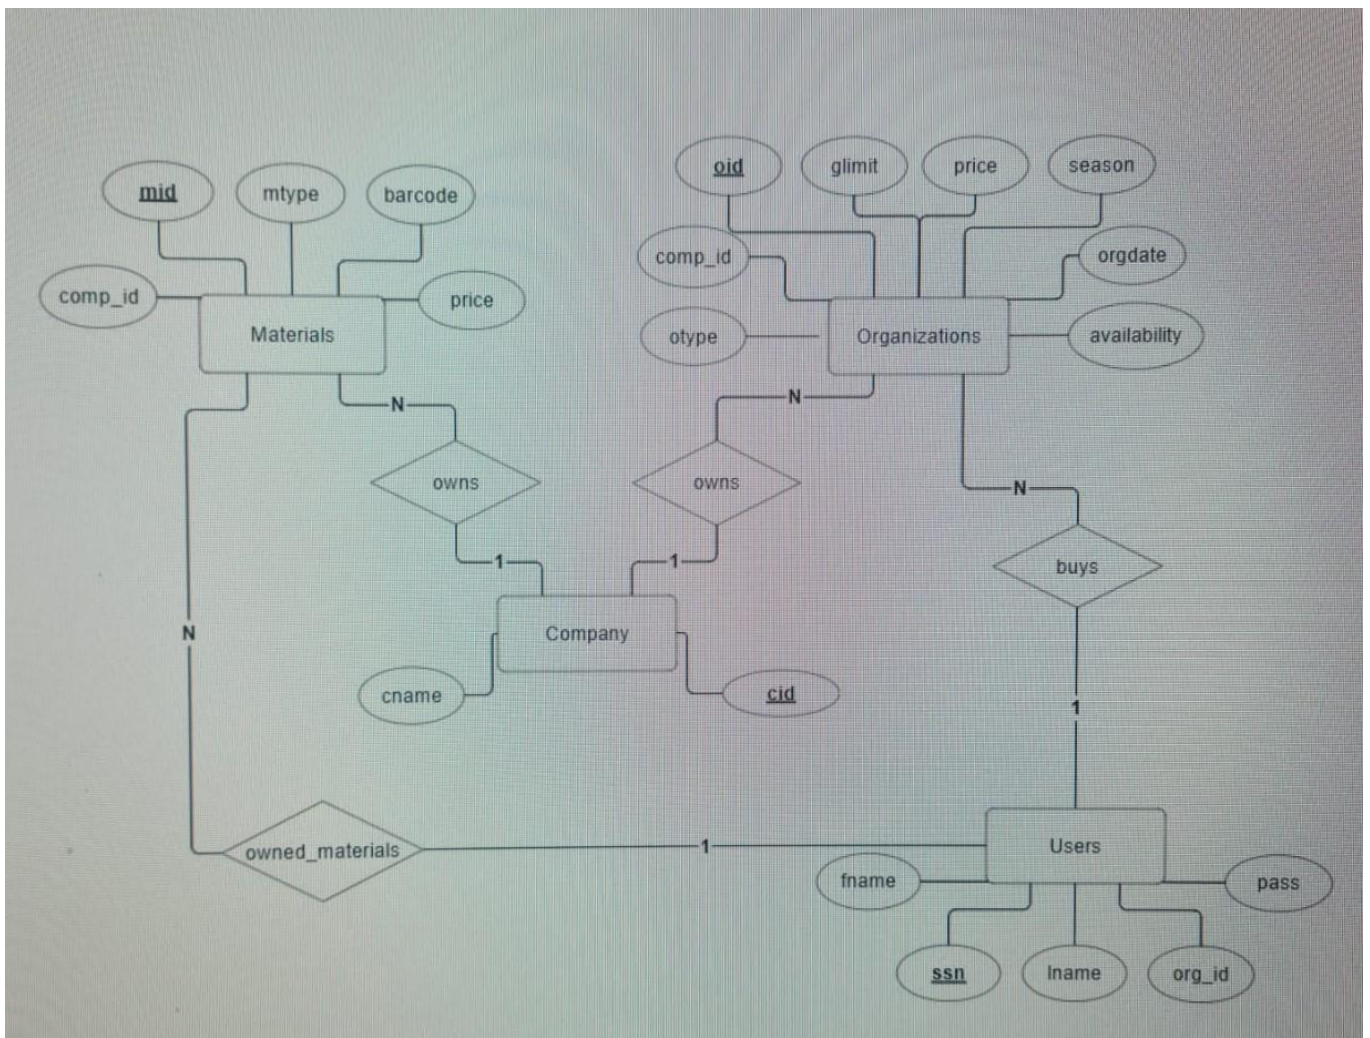 oid
glimit
price
season
mid
mtype
barcode
comp_id
orgdate
comp_id
price
Materials
otype
Organizations
availability
N
N
owns
owns
N
1
1
buys
N
Company
cname
cid
1
owned_materials
1
Users
fname
pass
ssn
lname
org_id